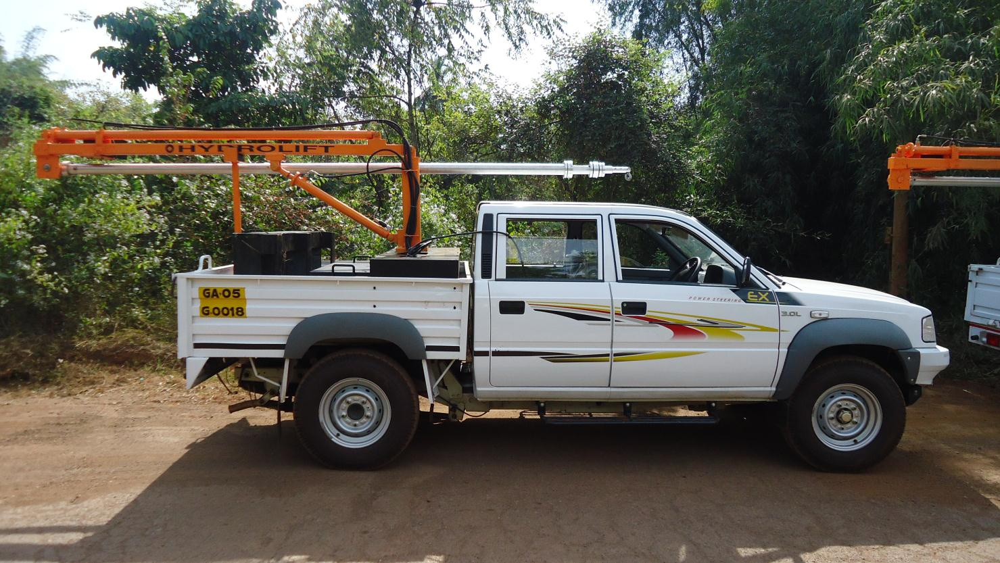 HYDROLIFT
GA·05
G·0018
POWER STEERING
EX
3.0L